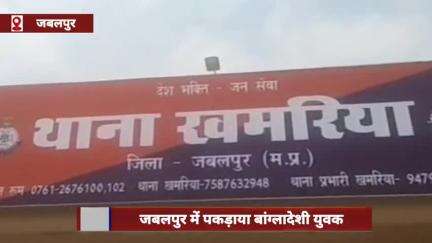 जबलपुर
देश भक्ति - जन सेवा
थाना खमरिया
जिला - जबलपुर (म.प्र.)
रूम 0761-2676100,102 थाना खमरिया-7587632948 थाना प्रभारी खमरिया- 9479
जबलपुर में पकड़ाया बांग्लादेशी युवक